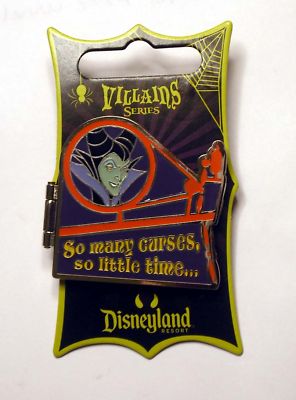 VILLAINS
SERIES
So many curses,
so little time...
Disneyland
RESORT